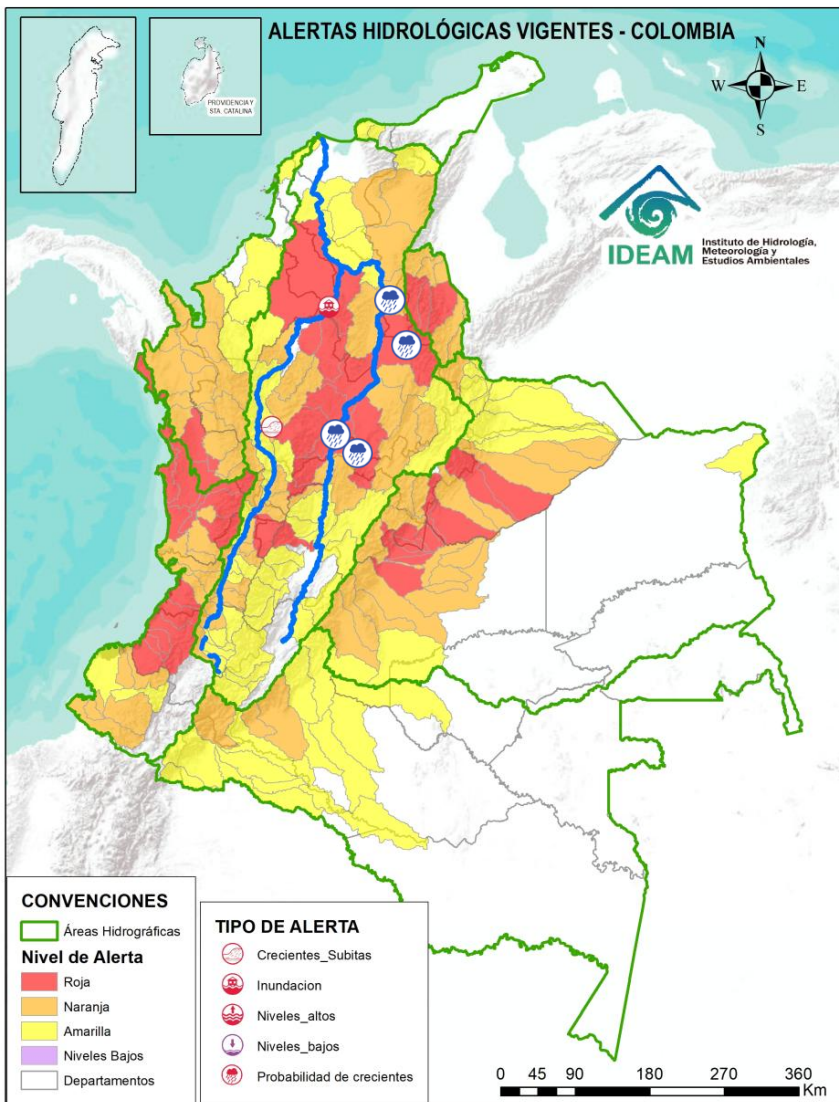 ALERTAS HIDROLÓGICAS VIGENTES - COLOMBIA
PROVIDENCIA Y
STA. CATALINA
N
W
E
S
IDEAM
Instituto de Hidrología,
Meteorología y
Estudios Ambientales
CONVENCIONES
Áreas Hidrográficas
Nivel de Alerta
Roja
Naranja
Amarilla
Niveles Bajos
Departamentos
TIPO DE ALERTA
Crecientes_Subitas
Inundacion
Niveles_altos
Niveles_bajos
Probabilidad de crecientes
0 45 90 180 270 360
Km